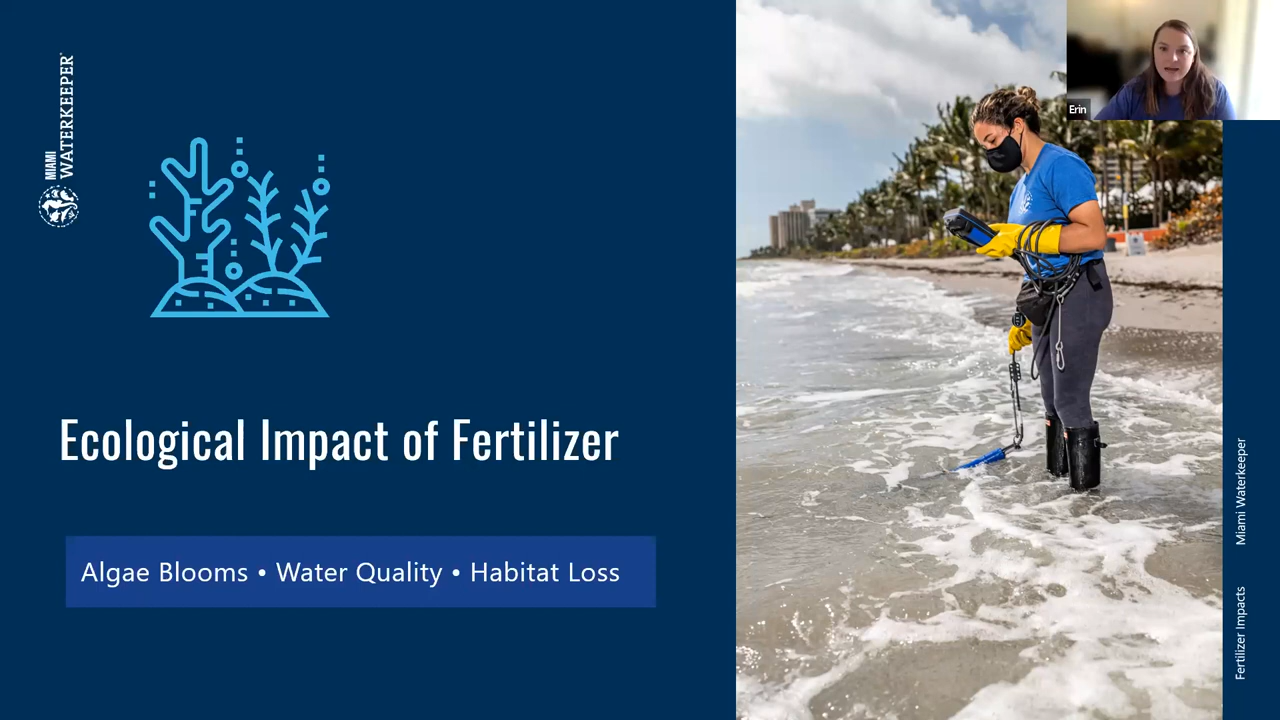 MIAMI
WATERKEEPER
Ecological Impact of Fertilizer
Algae Blooms • Water Quality • Habitat Loss
Erin
Fertilizer Impacts
Miami Waterkeeper